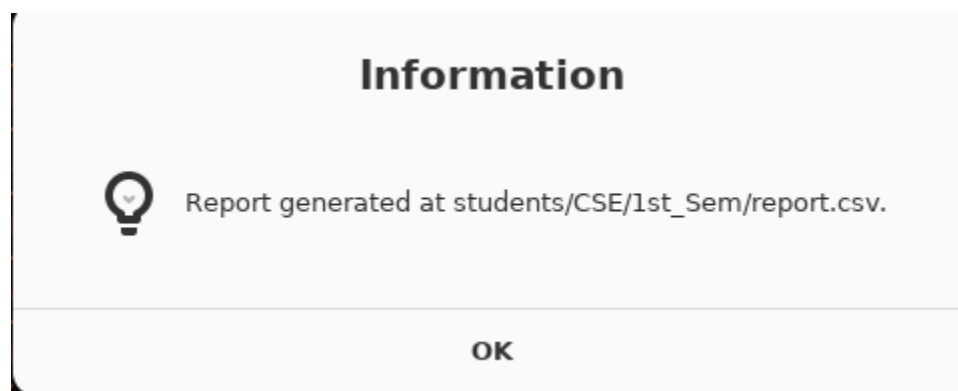 Information
Report generated at students/CSE/1st_Sem/report.csv.
OK